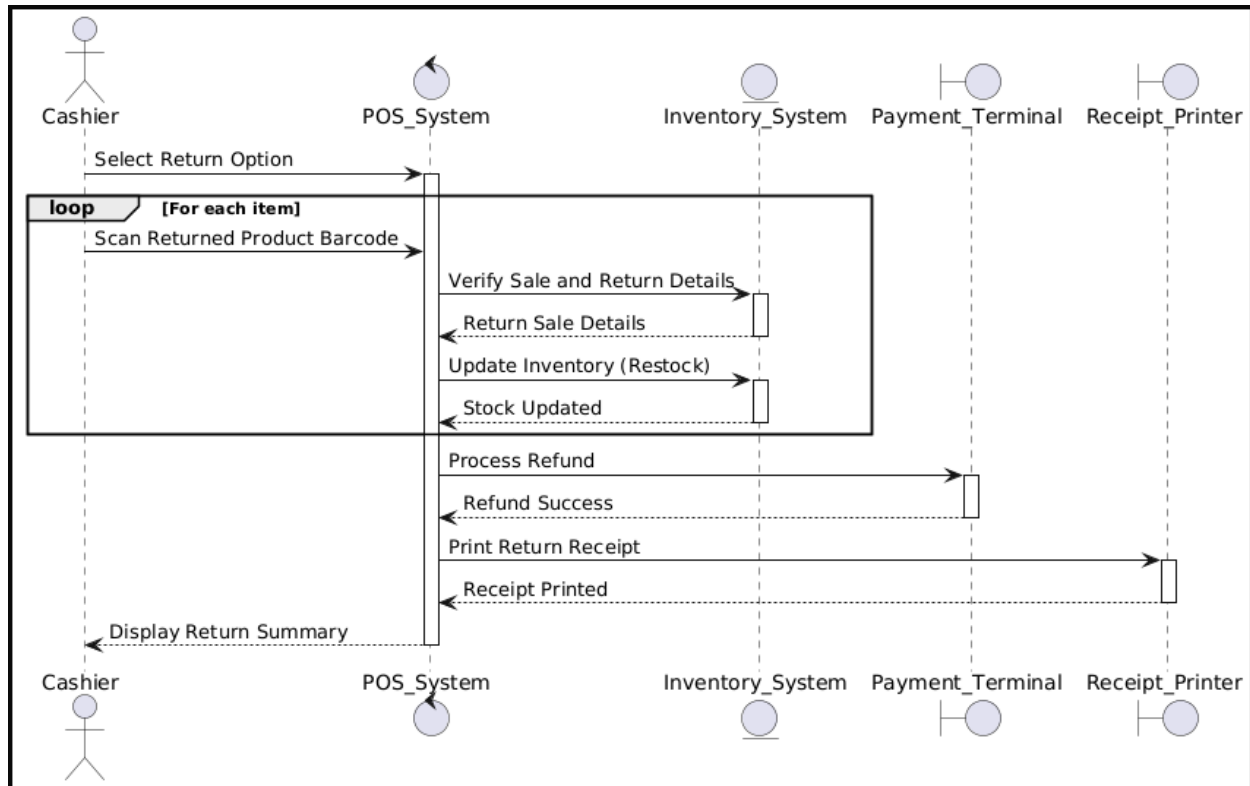 Cashier POS_System Inventory_System Payment_Terminal Receipt_Printer
Select Return Option
loop [For each item]
Scan Returned Product Barcode
Verify Sale and Return Details
Return Sale Details
Update Inventory (Restock)
Stock Updated
Process Refund
Refund Success
Print Return Receipt
Receipt Printed
Display Return Summary
Cashier POS_System Inventory_System Payment_Terminal Receipt_Printer